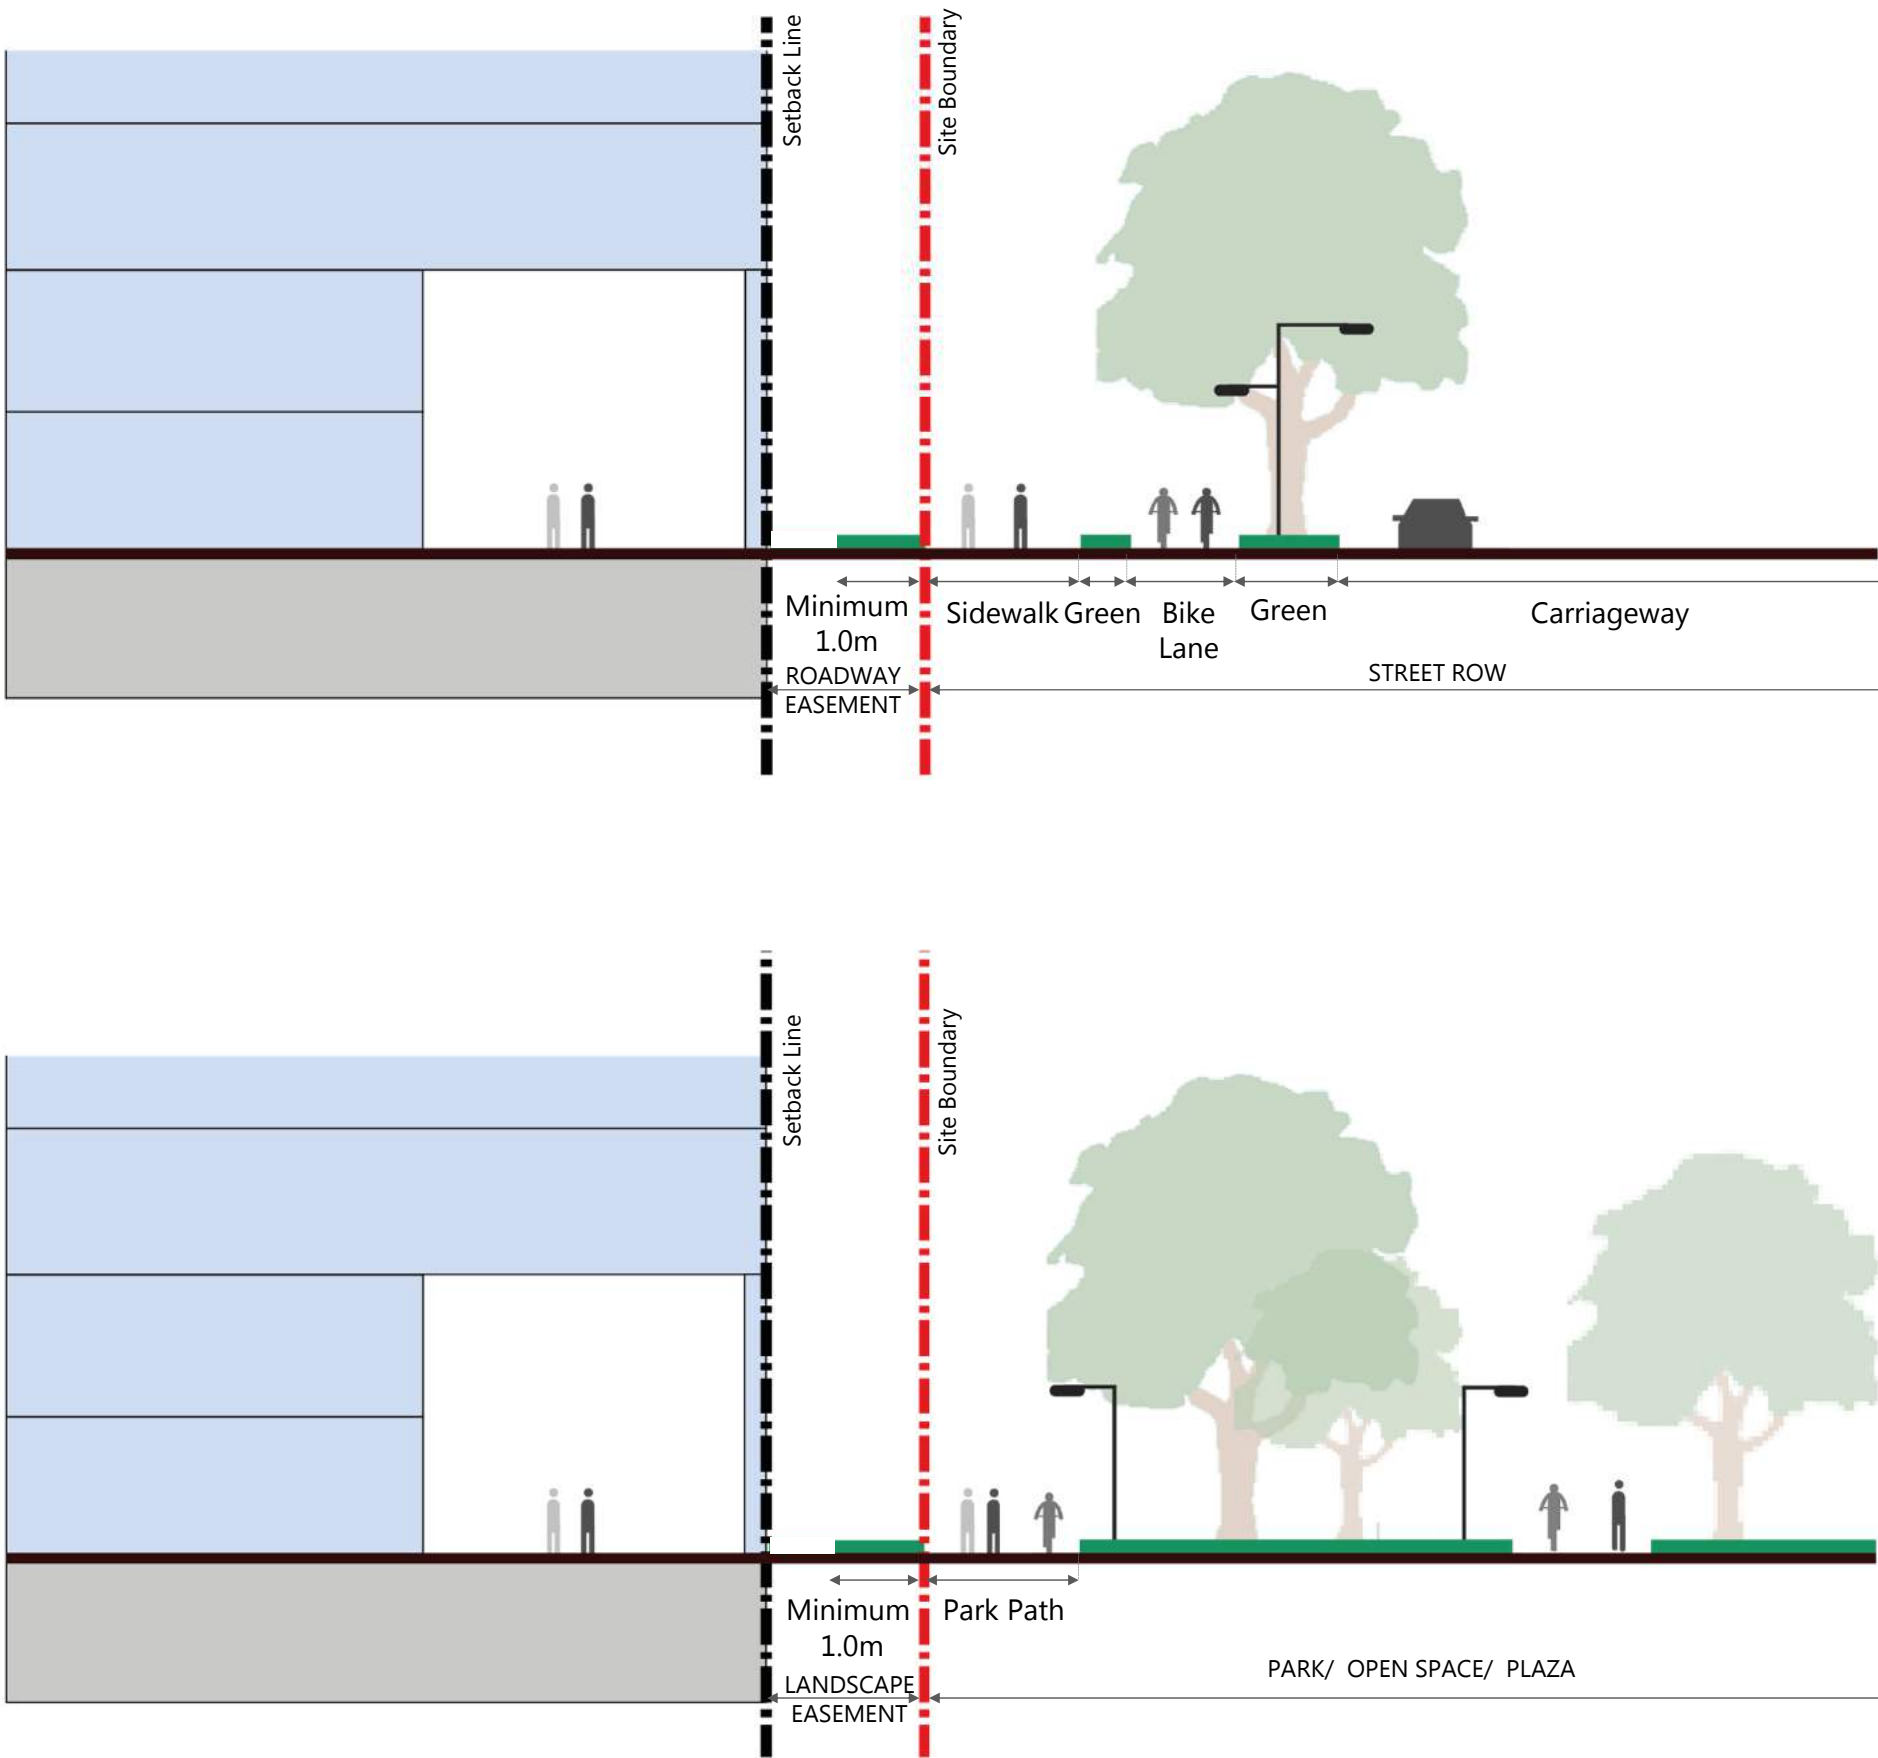 Setback Line
Site Boundary
Minimum
1.0m
Sidewalk Green Bike
Lane
Green
Carriageway
ROADWAY
EASEMENT
STREET ROW
Setback Line
Site Boundary
Minimum
1.0m
Park Path
LANDSCAPE
EASEMENT
PARK/ OPEN SPACE/ PLAZA